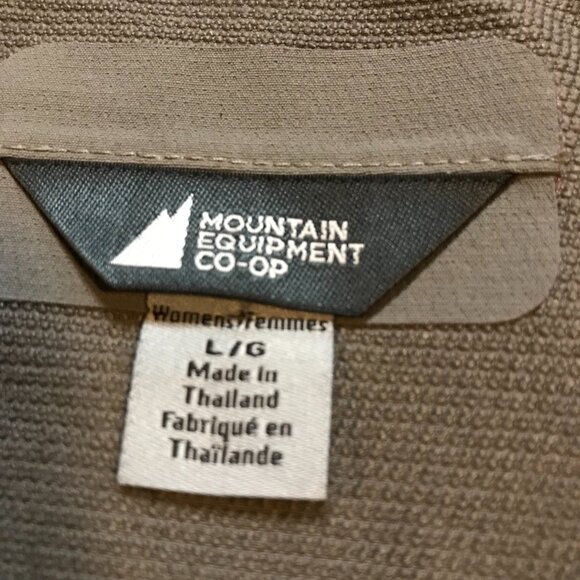 MOUNTAIN
EQUIPMENT
CO-OP
Womens/Femmes
L/G
Made in
Thailand
Fabriqué en
Thaïlande